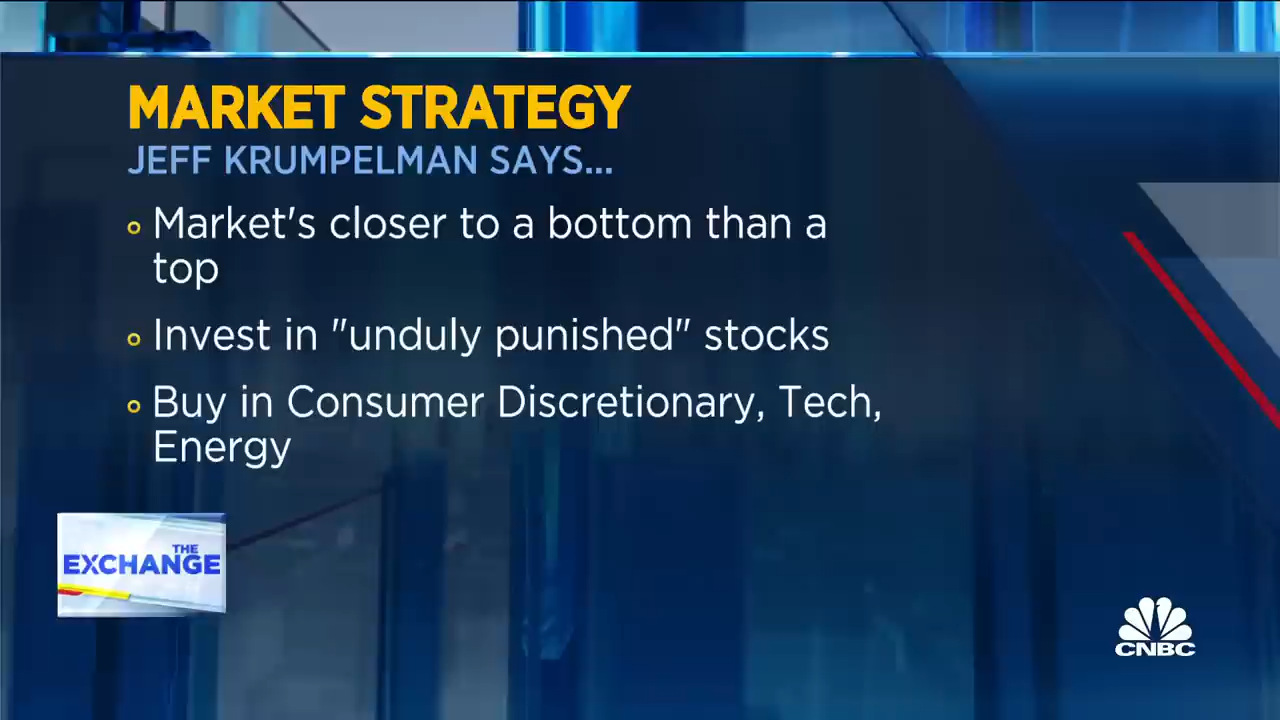 MARKET STRATEGY
JEFF KRUMPELMAN SAYS...
Market's closer to a bottom than a
top
Invest in "unduly punished" stocks
Buy in Consumer Discretionary, Tech,
Energy
THE
EXCHANGE
CNBC